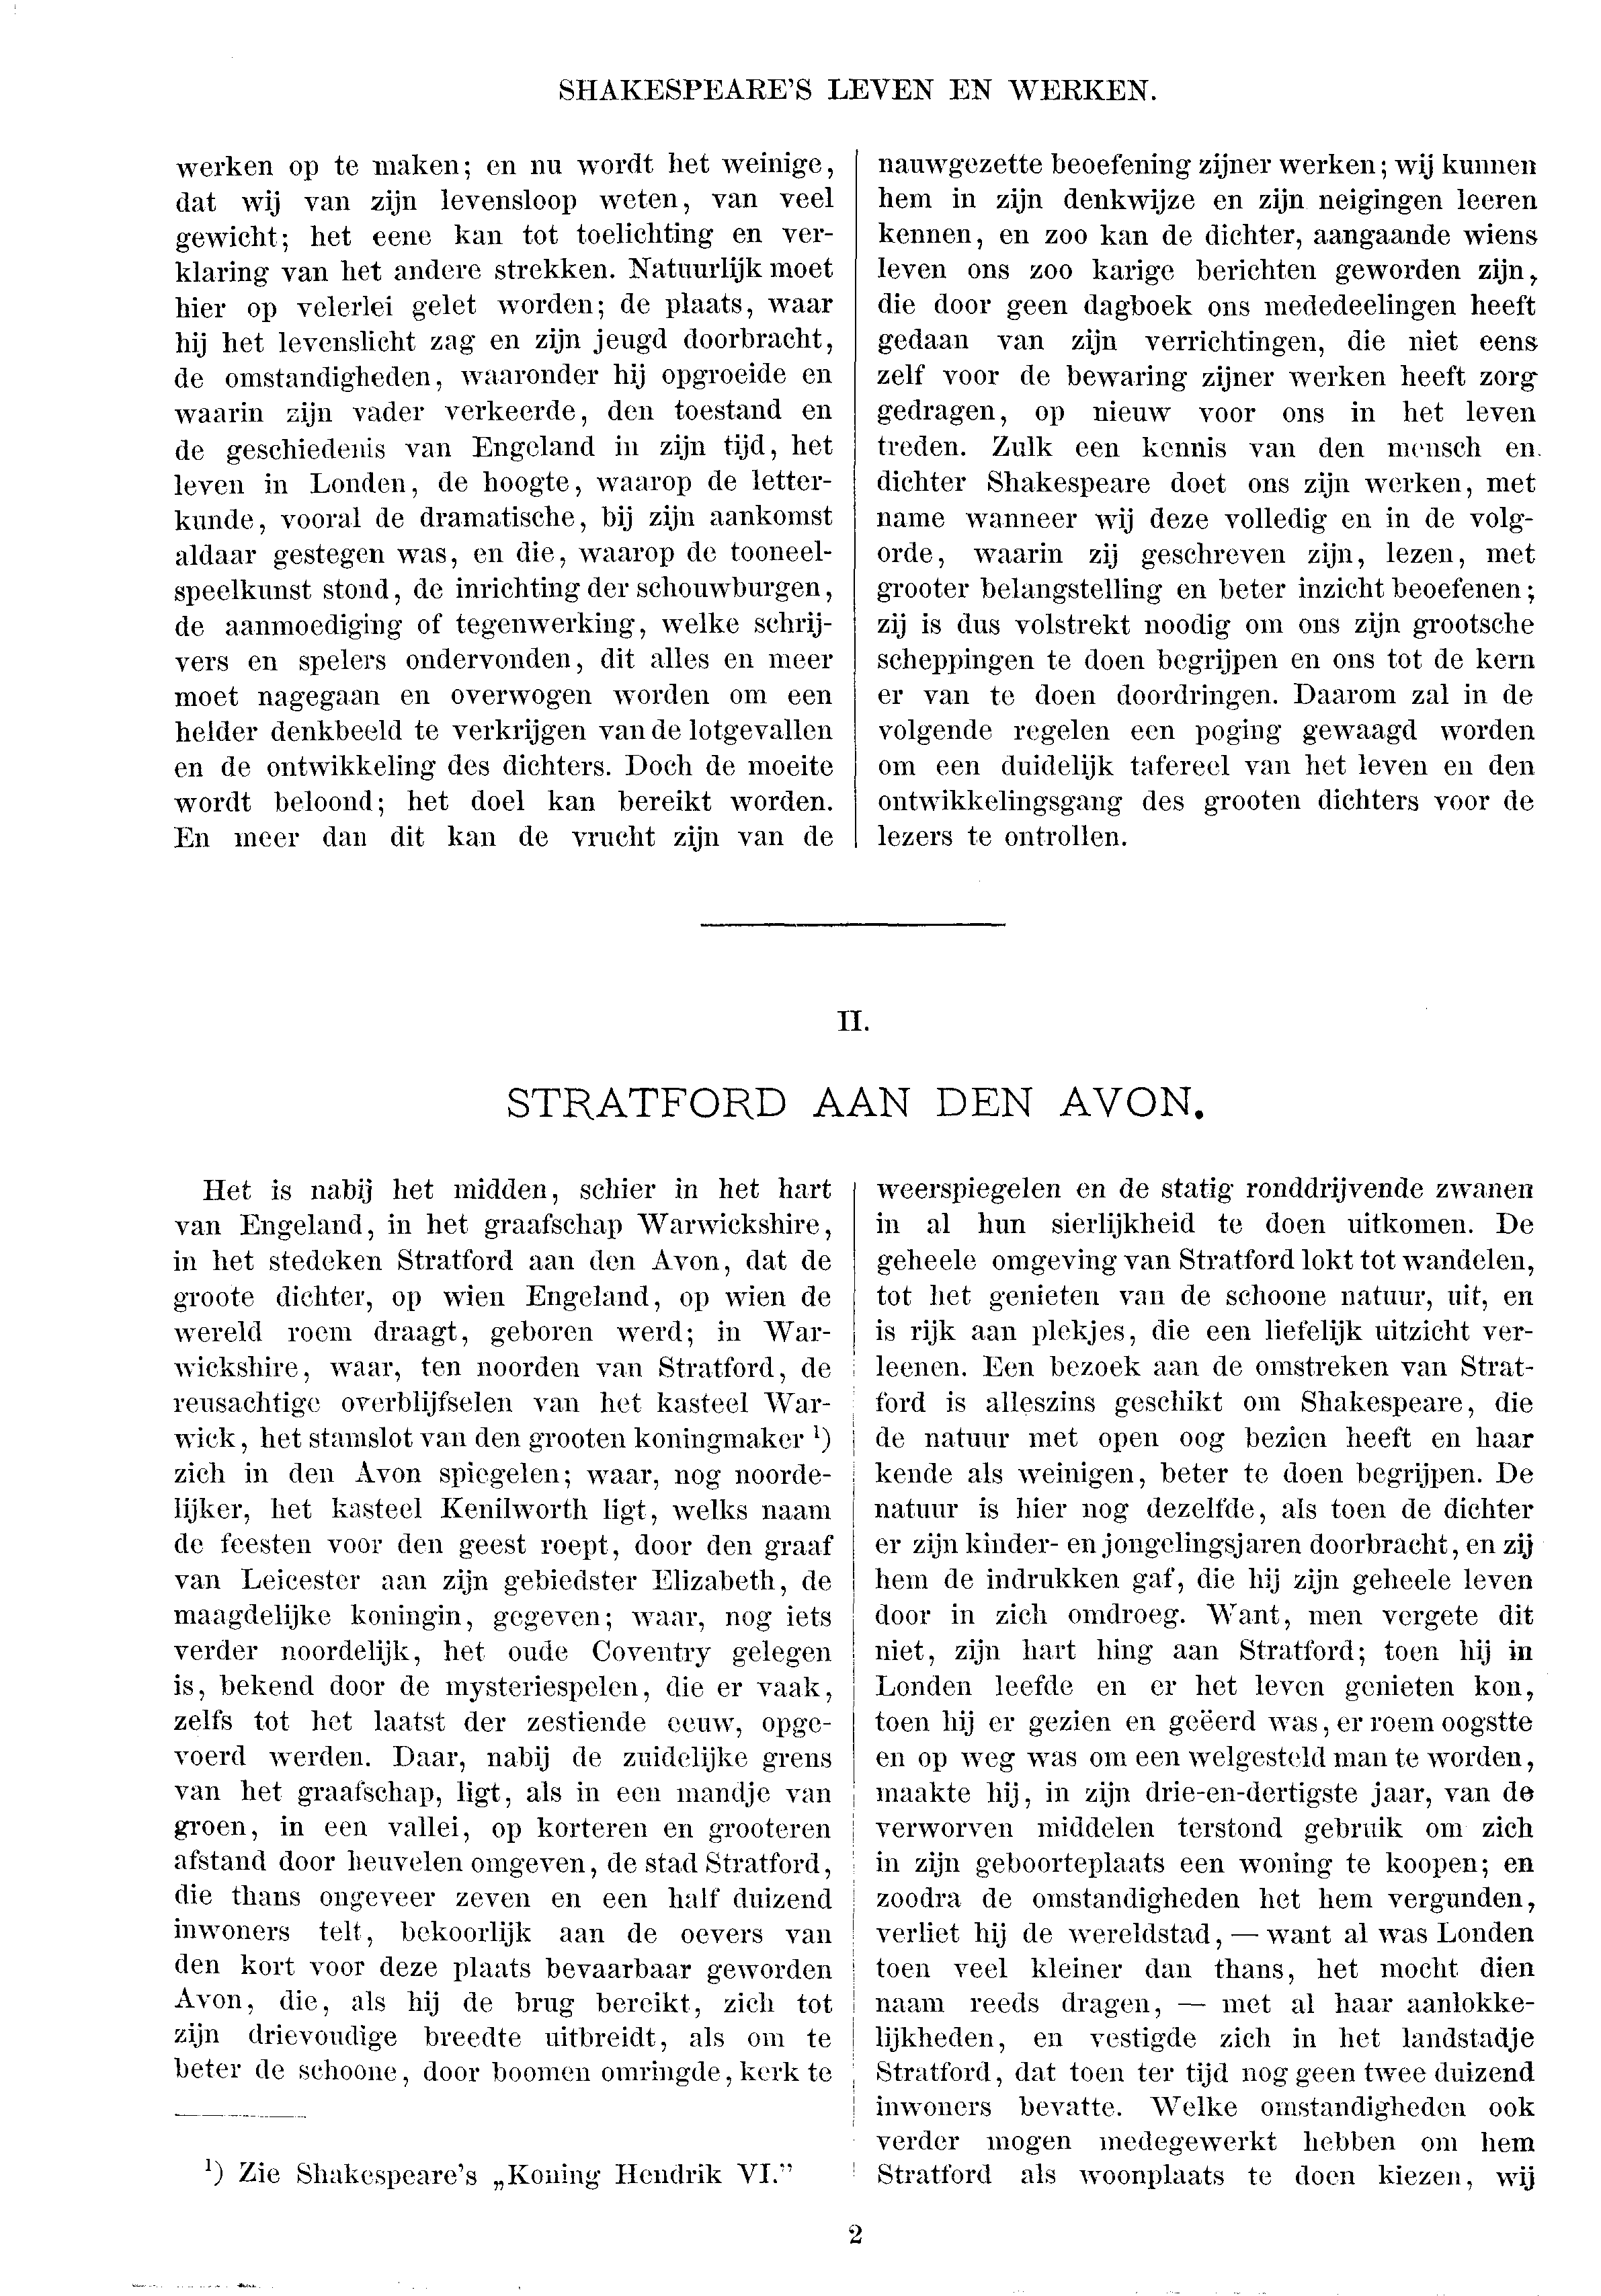 SHAKESPEARE'S LEVEN EN WERKEN.
werken op te maken; en nu wordt het weinige,
dat wij van zijn levensloop weten, van veel
gewicht; het eene kan tot toelichting en ver-
klaring van het andere strekken. Natuurlijk moet
hier op velerlei gelet worden; de plaats, waar
hij het levenslicht zag en zijn jeugd doorbracht,
de omstandigheden, waaronder hij opgroeide en
waarin zijn vader verkeerde, den toestand en
de geschiedenis van Engeland in zijn tijd, het
leven in Londen, de hoogte, waarop de letter-
kunde, vooral de dramatische, bij zijn aankomst
aldaar gestegen was, en die, waarop de tooneel-
speelkunst stond, de inrichting der schouwburgen,
de aanmoediging of tegenwerking, welke schrij-
vers en spelers ondervonden, dit alles en meer
moet nagegaan en overwogen worden om een
helder denkbeeld te verkrijgen van de lotgevallen
en de ontwikkeling des dichters. Doch de moeite
wordt beloond; het doel kan bereikt worden.
En meer dan dit kan de vrucht zijn van de
nauwgezette beoefening zijner werken; wij kunnen
hem in zijn denkwijze en zijn neigingen leeren
kennen, en zoo kan de dichter, aangaande wiens
leven ons zoo karige berichten geworden zijn,
die door geen dagboek ons mededeelingen heeft
gedaan van zijn verrichtingen, die niet eens
zelf voor de bewaring zijner werken heeft zorg
gedragen, op nieuw voor ons in het leven
treden. Zulk een kennis van den mensch en
dichter Shakespeare doet ons zijn werken, met
name wanneer wij deze volledig en in de volg-
orde, waarin zij geschreven zijn, lezen, met
grooter belangstelling en beter inzicht beoefenen;
zij is dus volstrekt noodig om ons zijn grootsche
scheppingen te doen begrijpen en ons tot de kern
er van te doen doordringen. Daarom zal in de
volgende regelen een poging gewaagd worden
om een duidelijk tafereel van het leven en den
ontwikkelingsgang des grooten dichters voor de
lezers te ontrollen.
II.
STRATFORD AAN DEN AVON.
Het is nabij het midden, schier in het hart
van Engeland, in het graafschap Warwickshire,
in het stedeken Stratford aan den Avon, dat de
groote dichter, op wien Engeland, op wien de
wereld roem draagt, geboren werd; in War-
wickshire, waar, ten noorden van Stratford, de
reusachtige overblijfselen van het kasteel War-
wick, het stamslot van den grooten koningmaker ¹)
zich in den Avon spiegelen; waar, nog noorde-
lijker, het kasteel Kenilworth ligt, welks naam
de feesten voor den geest roept, door den graaf
van Leicester aan zijn gebiedster Elizabeth, de
maagdelijke koningin, gegeven; waar, nog iets
verder noordelijk, het oude Coventry gelegen
is, bekend door de mysteriespelen, die er vaak,
zelfs tot het laatst der zestiende eeuw, opge-
voerd werden. Daar, nabij de zuidelijke grens
van het graafschap, ligt, als in een mandje van
groen, in een vallei, op korteren en grooteren
afstand door heuvelen omgeven, de stad Stratford,
die thans ongeveer zeven en een half duizend
inwoners telt, bekoorlijk aan de oevers van
den kort voor deze plaats bevaarbaar geworden
Avon, die, als hij de brug bereikt, zich tot
zijn drievoudige breedte uitbreidt, als om te
beter de schoone, door boomen omringde, kerk te
¹) Zie Shakespeare's „Koning Hendrik VI.”
weerspiegelen en de statig ronddrijvende zwanen
in al hun sierlijkheid te doen uitkomen. De
geheele omgeving van Stratford lokt tot wandelen,
tot het genieten van de schoone natuur, uit, en
is rijk aan plekjes, die een liefelijk uitzicht ver-
leenen. Een bezoek aan de omstreken van Strat-
ford is alleszins geschikt om Shakespeare, die
de natuur met open oog bezien heeft en haar
kende als weinigen, beter te doen begrijpen. De
natuur is hier nog dezelfde, als toen de dichter
er zijn kinder- en jongelingsjaren doorbracht, en zij
hem de indrukken gaf, die hij zijn geheele leven
door in zich omdroeg. Want, men vergete dit
niet, zijn hart hing aan Stratford; toen hij in
Londen leefde en er het leven genieten kon,
toen hij er gezien en geëerd was, er roem oogstte
en op weg was om een welgesteld man te worden,
maakte hij, in zijn drie-en-dertigste jaar, van de
verworven middelen terstond gebruik om zich
in zijn geboorteplaats een woning te koopen; en
zoodra de omstandigheden het hem vergunden,
verliet hij de wereldstad, — want al was Londen
toen veel kleiner dan thans, het mocht dien
naam reeds dragen, — met al haar aanlokke-
lijkheden, en vestigde zich in het landstadje
Stratford, dat toen ter tijd nog geen twee duizend
inwoners bevatte. Welke omstandigheden ook
verder mogen medegewerkt hebben om hem
Stratford als woonplaats te doen kiezen, wij
2